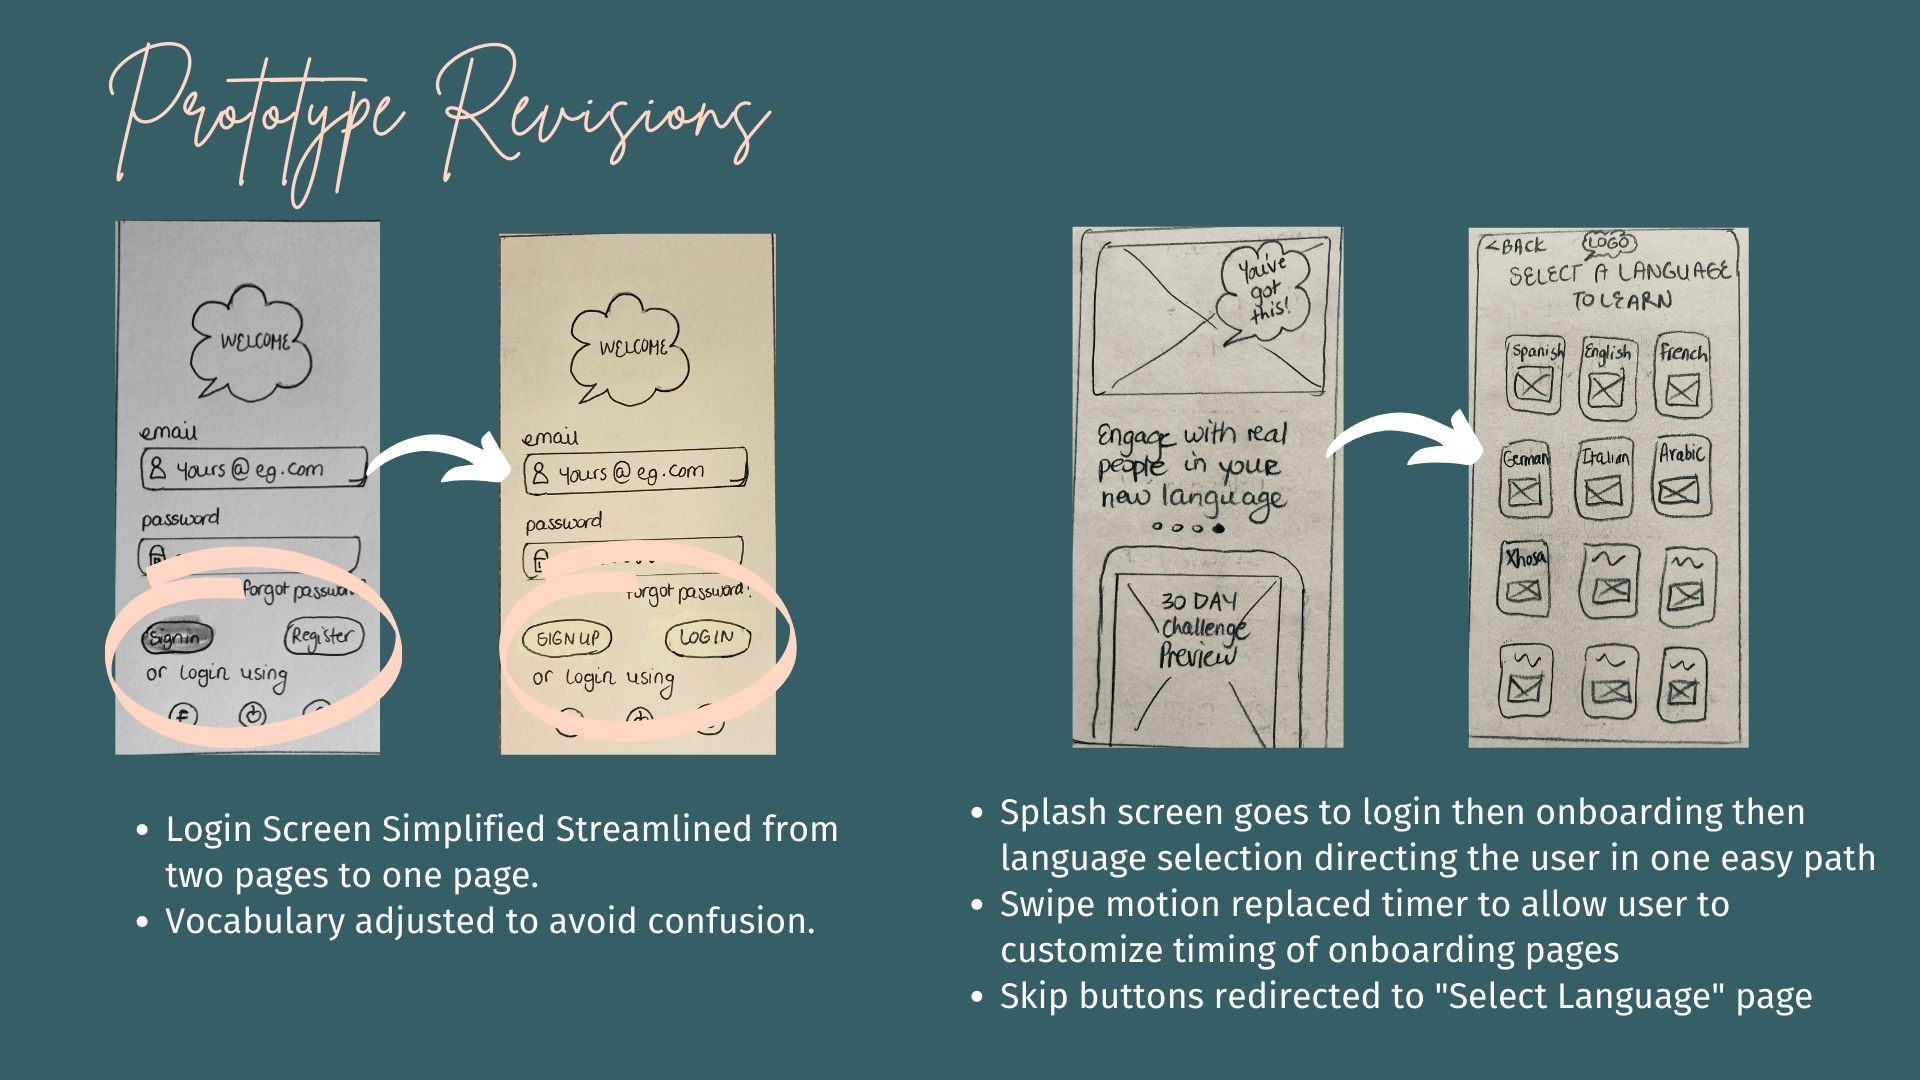 Prototype Revisions
WELCOME
email
yours@eg.com
password
forgot
Sign in
Register
or login using
WELCOME
email
yours@eg.com
password
password?
SIGN UP
LOGIN
or login using
You've
got
this!
Engage with real
people in your
new language
30 DAY
Challenge
Preview
<BACK
LOGO
SELECT A LANGUAGE
TO LEARN
Spanish
English
French
German
Italian
Arabic
Xhosa
Login Screen Simplified Streamlined from
two pages to one page.
Vocabulary adjusted to avoid confusion.
Splash screen goes to login then onboarding then
language selection directing the user in one easy path
Swipe motion replaced timer to allow user to
customize timing of onboarding pages
Skip buttons redirected to "Select Language" page